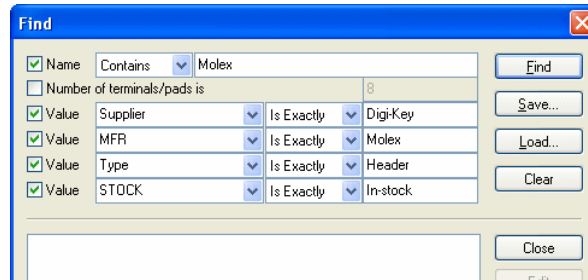 Find
Name Contains Molex Find
Number of terminals/pads is 8
Save...
Value Supplier Is Exactly Digi-Key
Value MFR Is Exactly Molex Load...
Value Type Is Exactly Header
Clear
Value STOCK Is Exactly In-stock
Close
Edit